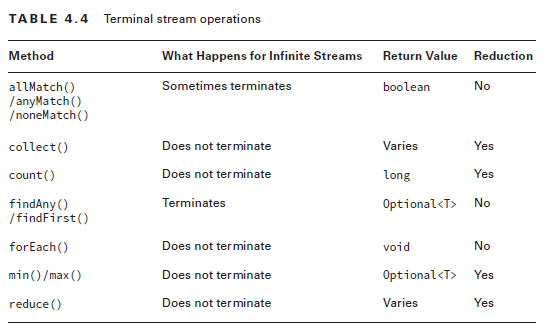 TABLE 4.4 Terminal stream operations
Method What Happens for Infinite Streams Return Value Reduction
allMatch() Sometimes terminates boolean No
/anyMatch()
/noneMatch()
collect() Does not terminate Varies Yes
count() Does not terminate long Yes
findAny() Terminates Optional<T> No
/findFirst()
forEach() Does not terminate void No
min()/max() Does not terminate Optional<T> Yes
reduce() Does not terminate Varies Yes